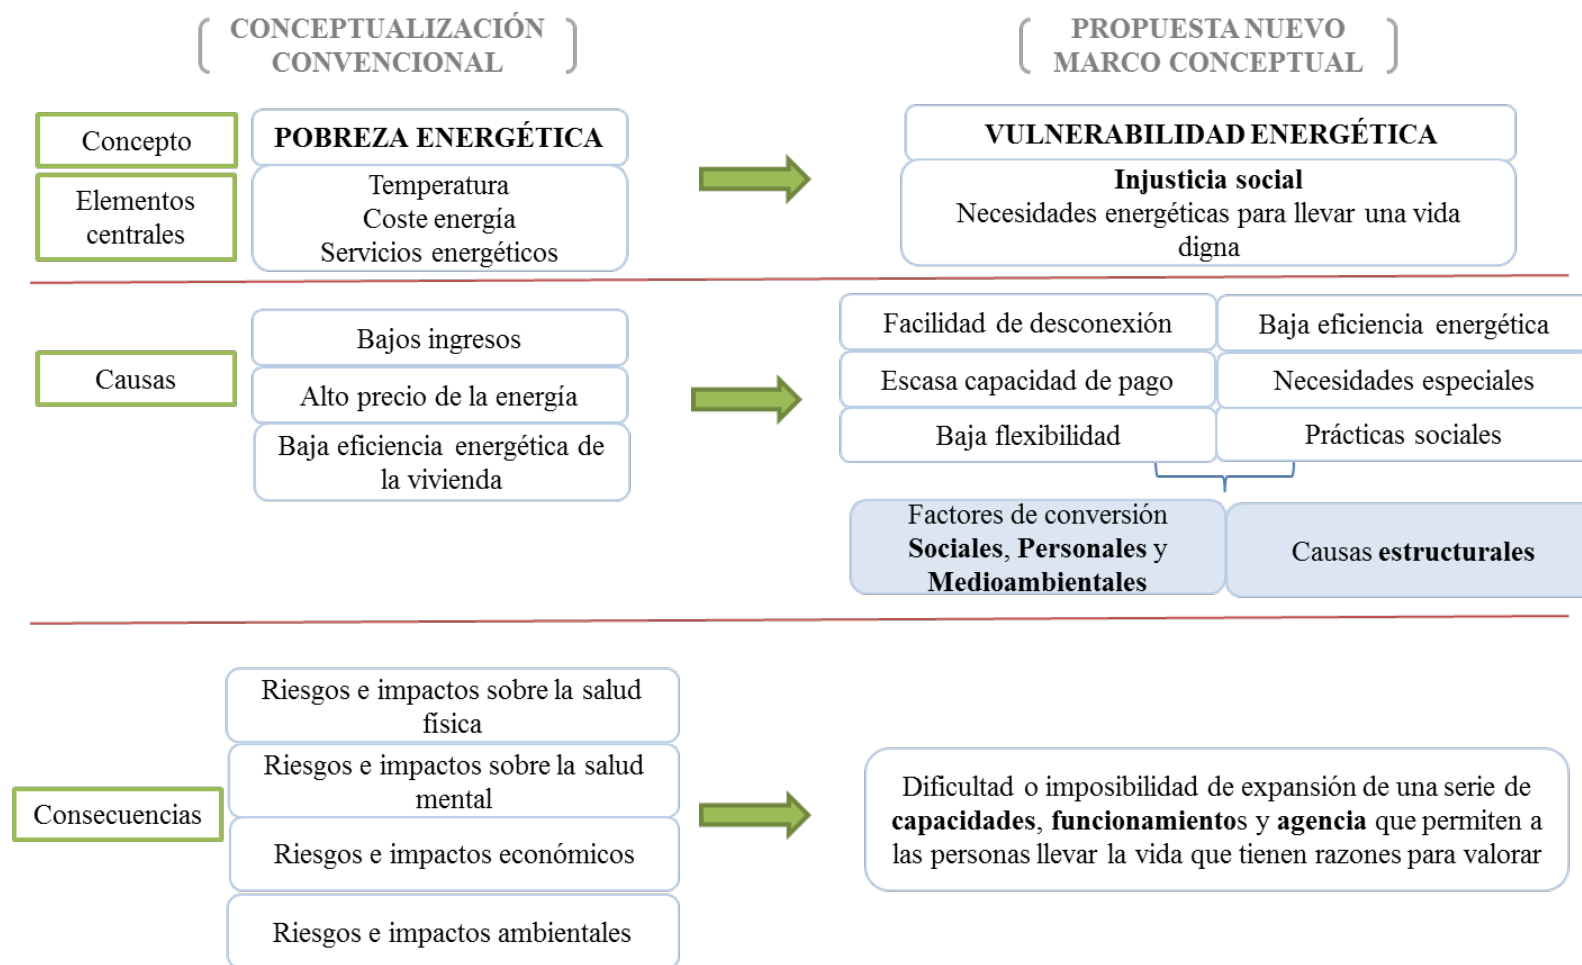 CONCEPTUALIZACIÓN
CONVENCIONAL
PROPUESTA NUEVO
MARCO CONCEPTUAL
Concepto
POBREZA ENERGÉTICA
VULNERABILIDAD ENERGÉTICA
Elementos
centrales
Temperatura
Coste energía
Servicios energéticos
Injusticia social
Necesidades energéticas para llevar una vida
digna
Causas
Bajos ingresos
Alto precio de la energía
Baja eficiencia energética de
la vivienda
Facilidad de desconexión
Baja eficiencia energética
Escasa capacidad de pago
Necesidades especiales
Baja flexibilidad
Prácticas sociales
Factores de conversión
Sociales, Personales y
Medioambientales
Causas estructurales
Consecuencias
Riesgos e impactos sobre la salud
física
Riesgos e impactos sobre la salud
mental
Riesgos e impactos económicos
Riesgos e impactos ambientales
Dificultad o imposibilidad de expansión de una serie de
capacidades, funcionamientos y agencia que permiten a
las personas llevar la vida que tienen razones para valorar